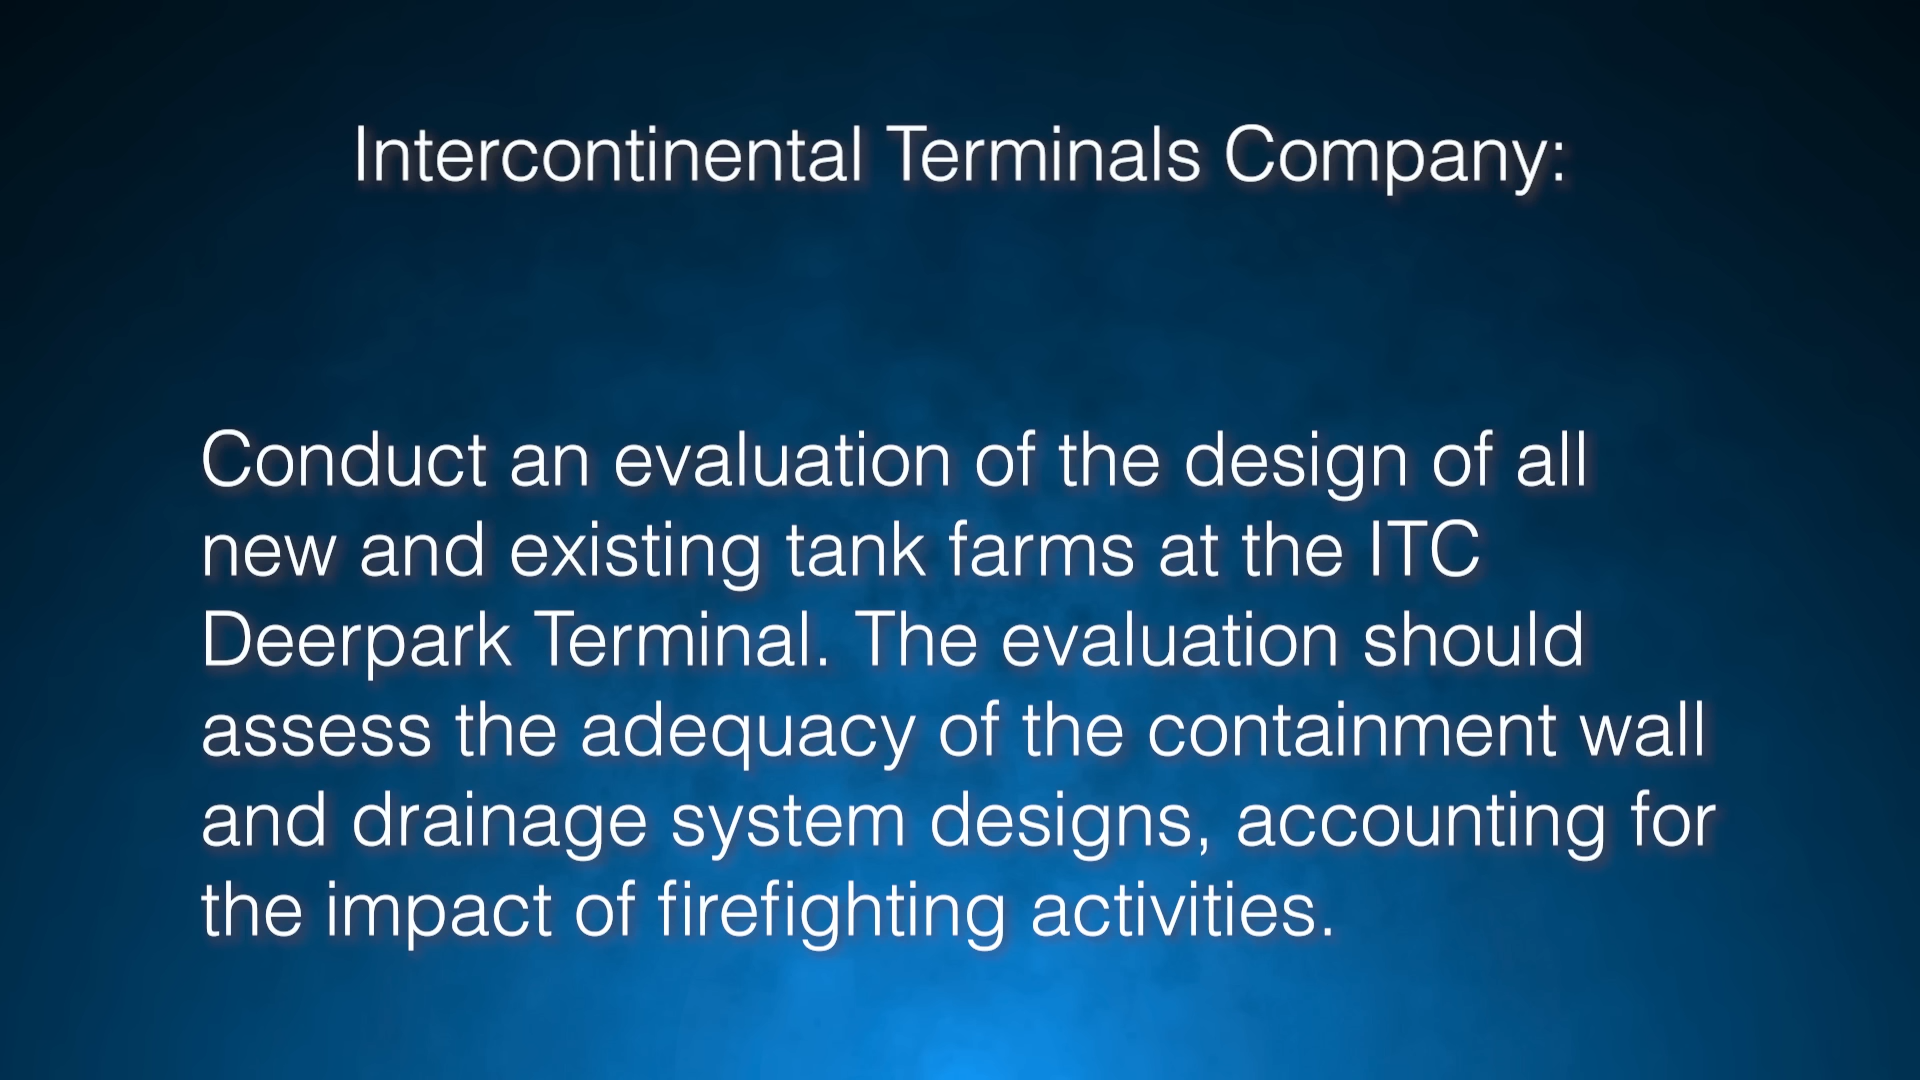 Intercontinental Terminals Company:
Conduct an evaluation of the design of all
new and existing tank farms at the ITC
Deerpark Terminal. The evaluation should
assess the adequacy of the containment wall
and drainage system designs, accounting for
the impact of firefighting activities.